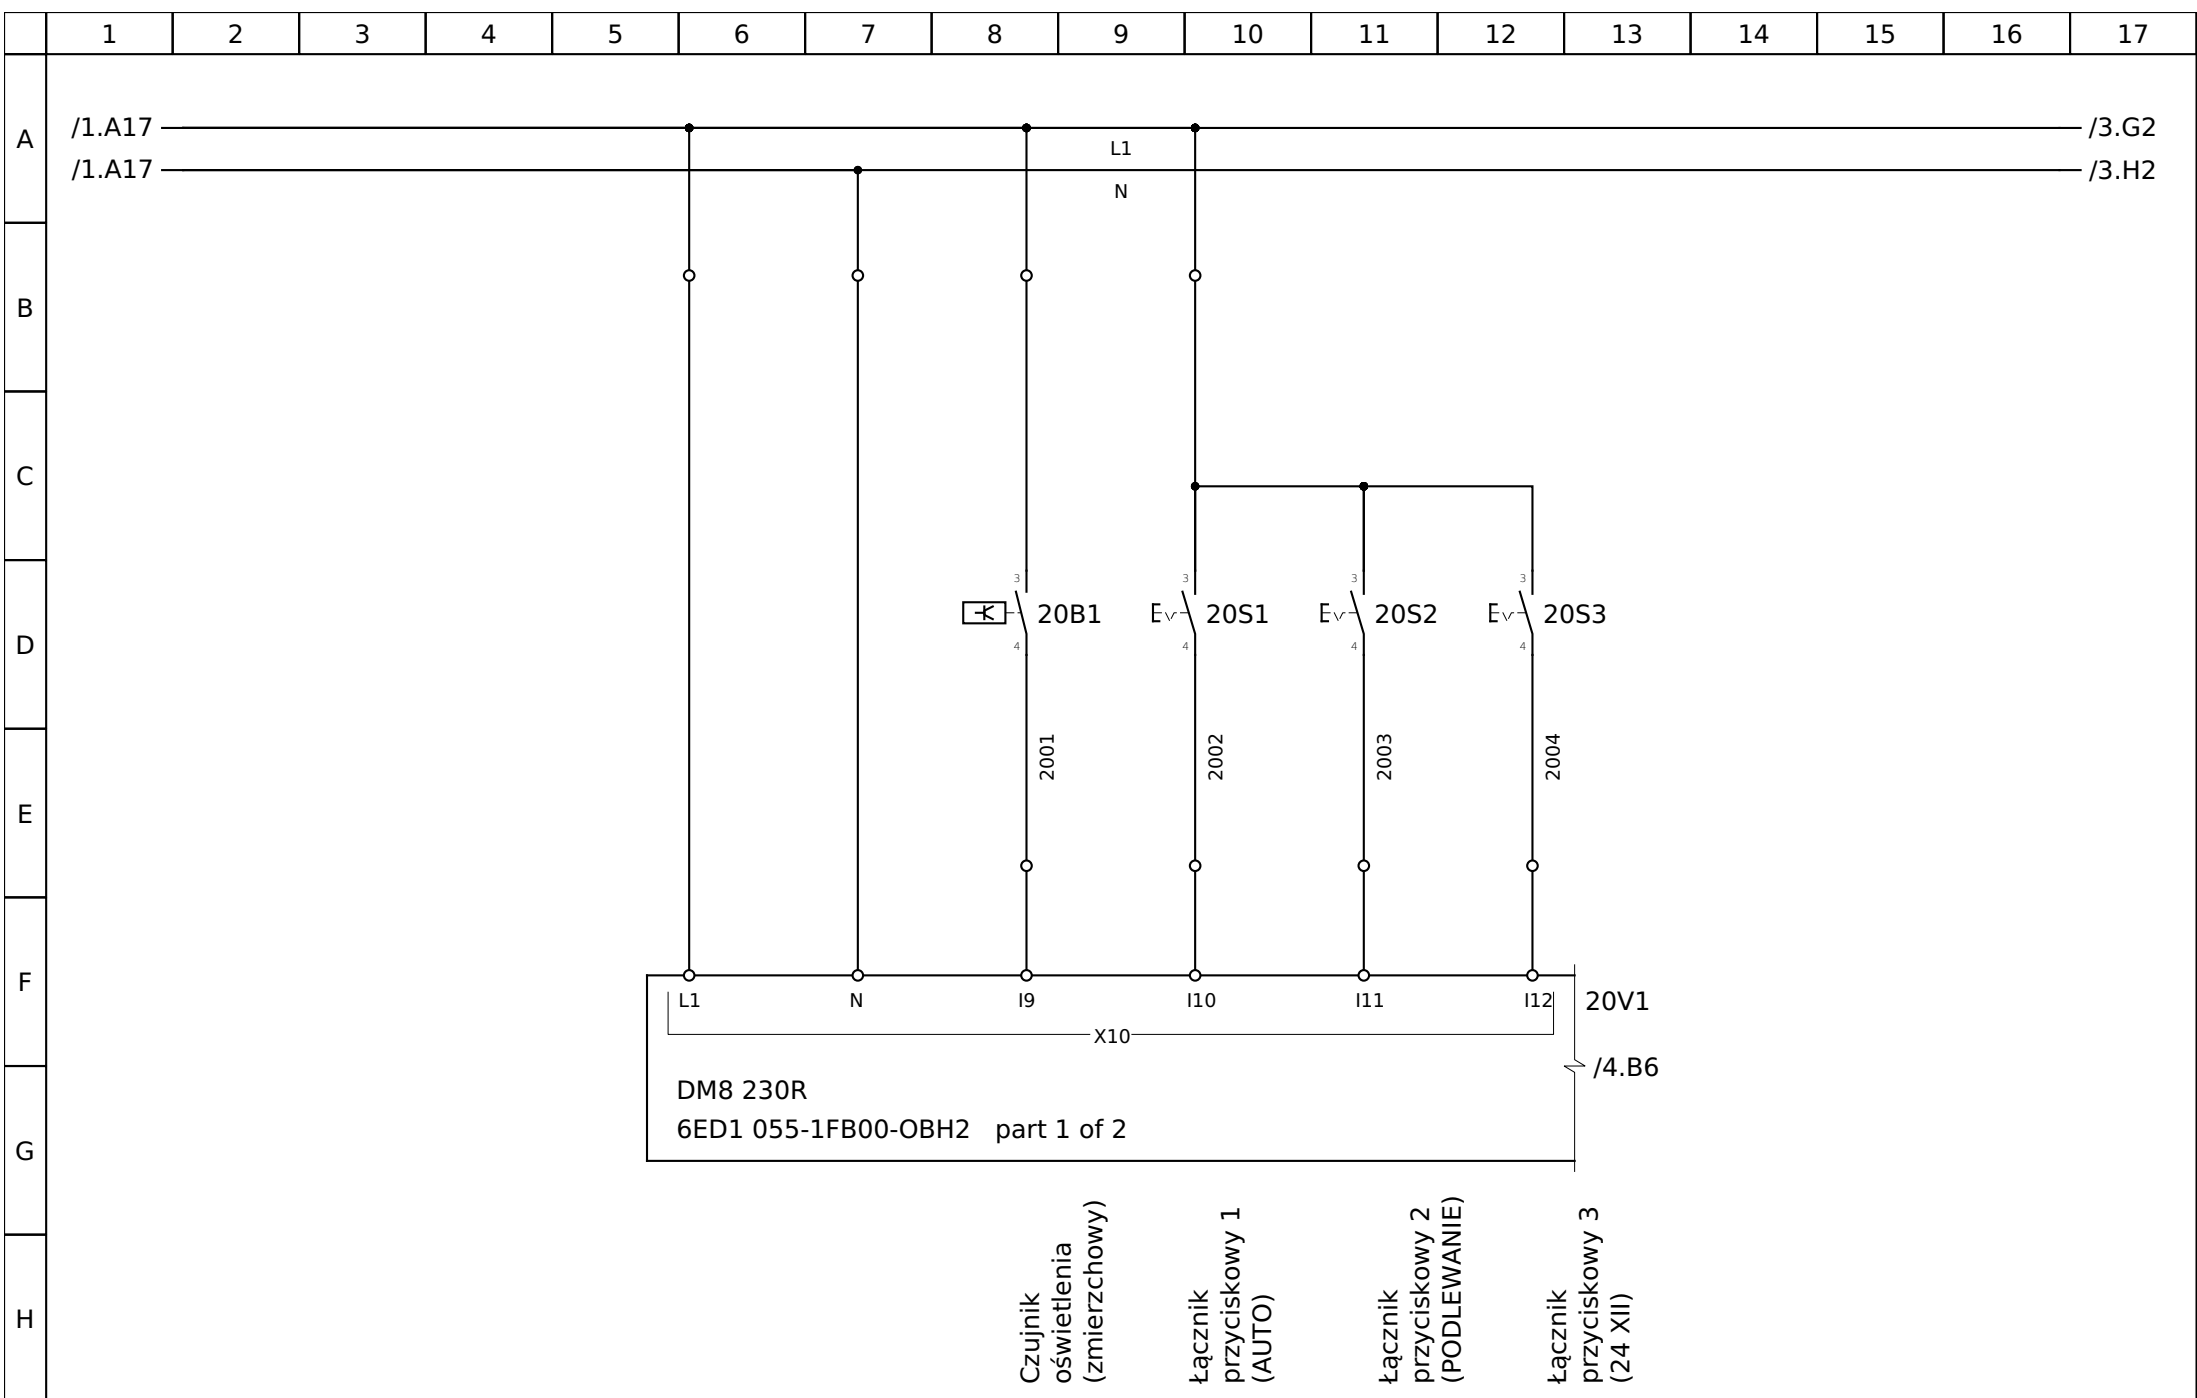 1 2 3 4 5 6 7 8 9 10 11 12 13 14 15 16 17
A
/1.A17
/3.G2
L1
/1.A17
/3.H2
N
B
C
3
3
3
3
20B1
20S1
20S2
20S3
D
4
4
4
4
2001
2002
2003
2004
E
F
L1
N
I9
I10
I11
I12
20V1
X10
/4.B6
DM8 230R
6ED1 055-1FB00-OBH2 part 1 of 2
G
H
Czujnik
oświetlenia
(zmierzchowy)
Łącznik
przyciskowy 1
(AUTO)
Łącznik
przyciskowy 2
(PODLEWANIE)
Łącznik
przyciskowy 3
(24 XII)